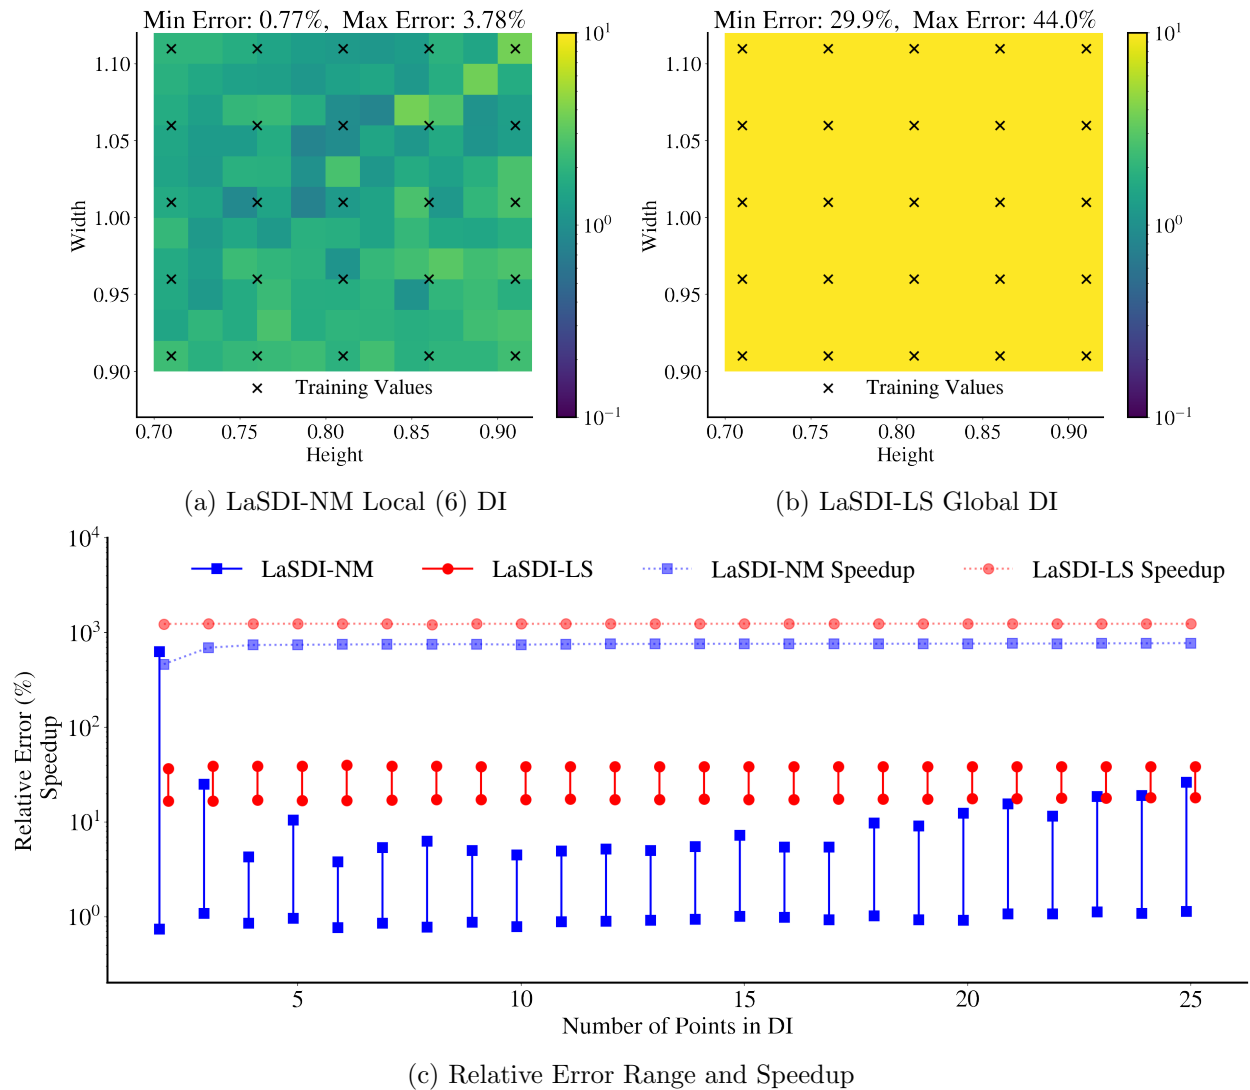 Min Error: 0.77%,  Max Error: 3.78%
10^1
1.10
1.05
1.00
10^0
Width
0.95
0.90
Training Values
10^-1
0.70 0.75 0.80 0.85 0.90
Height
(a) LaSDI-NM Local (6) DI
Min Error: 29.9%,  Max Error: 44.0%
10^1
1.10
1.05
1.00
10^0
Width
0.95
0.90
Training Values
10^-1
0.70 0.75 0.80 0.85 0.90
Height
(b) LaSDI-LS Global DI
10^4
LaSDI-NM LaSDI-LS LaSDI-NM Speedup LaSDI-LS Speedup
10^3
10^2
Relative Error (%)
Speedup
10^1
10^0
5 10 15 20 25
Number of Points in DI
(c) Relative Error Range and Speedup